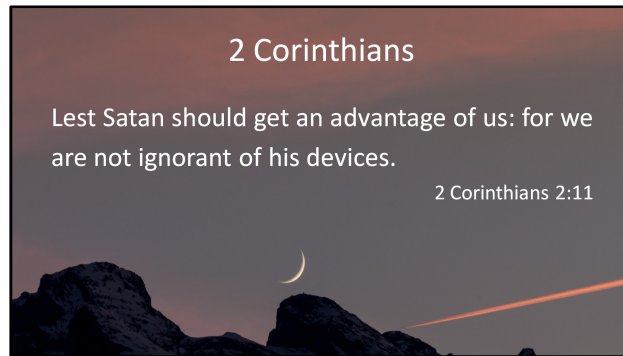 2 Corinthians
Lest Satan should get an advantage of us: for we
are not ignorant of his devices.
2 Corinthians 2:11